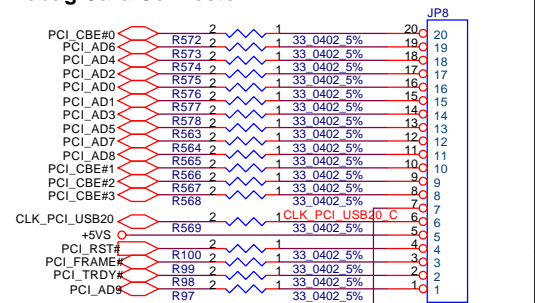 JP8
PCI_CBE#0 2 1 20 20
R572 33_0402_5%
PCI_AD6 2 1 19 19
R573 33_0402_5%
PCI_AD4 2 1 18 18
R574 33_0402_5%
PCI_AD2 2 1 17 17
R575 33_0402_5%
PCI_AD0 2 1 16 16
R576 33_0402_5%
PCI_AD1 2 1 15 15
R577 33_0402_5%
PCI_AD3 2 1 14 14
R578 33_0402_5%
PCI_AD5 2 1 13 13
R563 33_0402_5%
PCI_AD7 2 1 12 12
R564 33_0402_5%
PCI_AD8 2 1 11 11
R565 33_0402_5%
PCI_CBE#1 2 1 10 10
R566 33_0402_5%
PCI_CBE#2 2 1 9 9
R567 33_0402_5%
PCI_CBE#3 2 1 8 8
R568 33_0402_5%
7 7
CLK_PCI_USB20 2 1 CLK_PCI_USB20_C 6 6
R569 33_0402_5%
+5VS 5 5
PCI_RST# 2 1 4 4
R100 33_0402_5%
PCI_FRAME# 2 1 3 3
R99 33_0402_5%
PCI_TRDY# 2 1 2 2
R98 33_0402_5%
PCI_AD9 2 1 1 1
R97 33_0402_5%